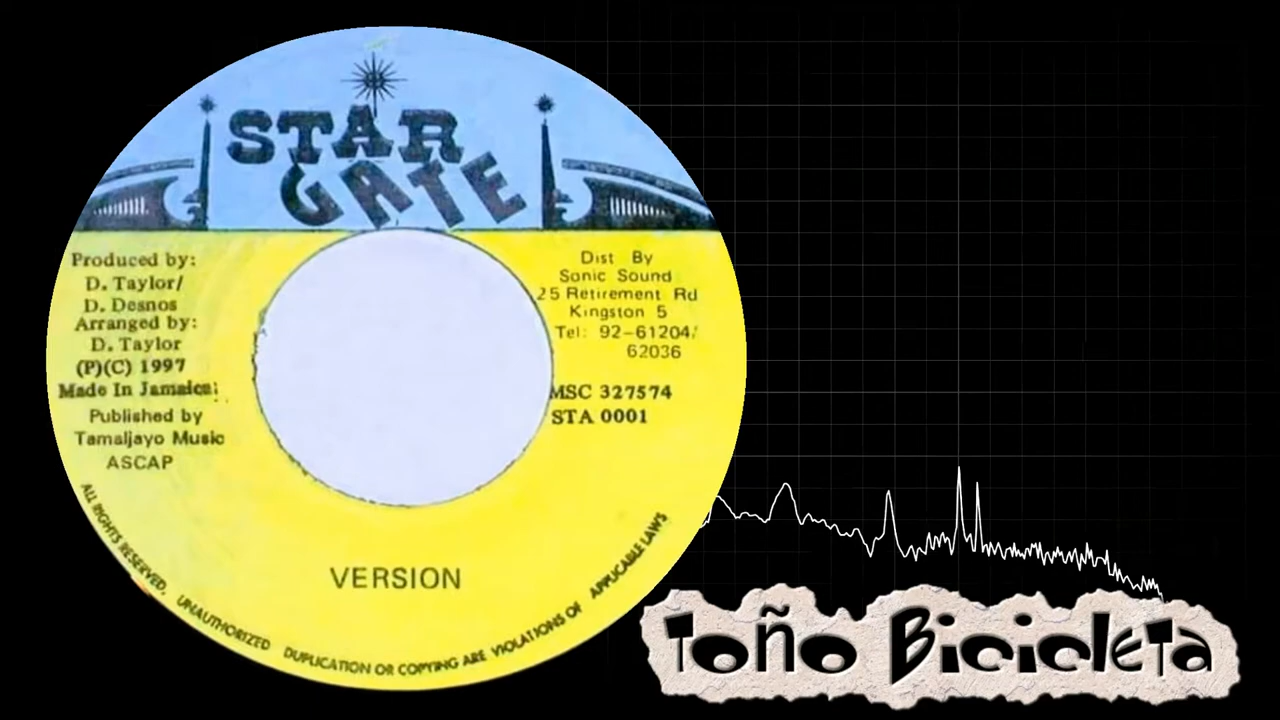 STAR
GATE
Produced by:
D. Taylor/
D. Desnos
Arranged by:
D. Taylor
(P)(C) 1997
Made In Jamaica:
Published by
Tamaljayo Music
ASCAP
Dist By
Sonic Sound
25 Retirement Rd
Kingston 5
Tel: 92-61204/
62036
MSC 327574
STA 0001
VERSION
ALL RIGHTS RESERVED. UNAUTHORIZED DUPLICATION OR COPYING ARE VIOLATIONS OF APPLICABLE LAWS
Toño Bicicleta